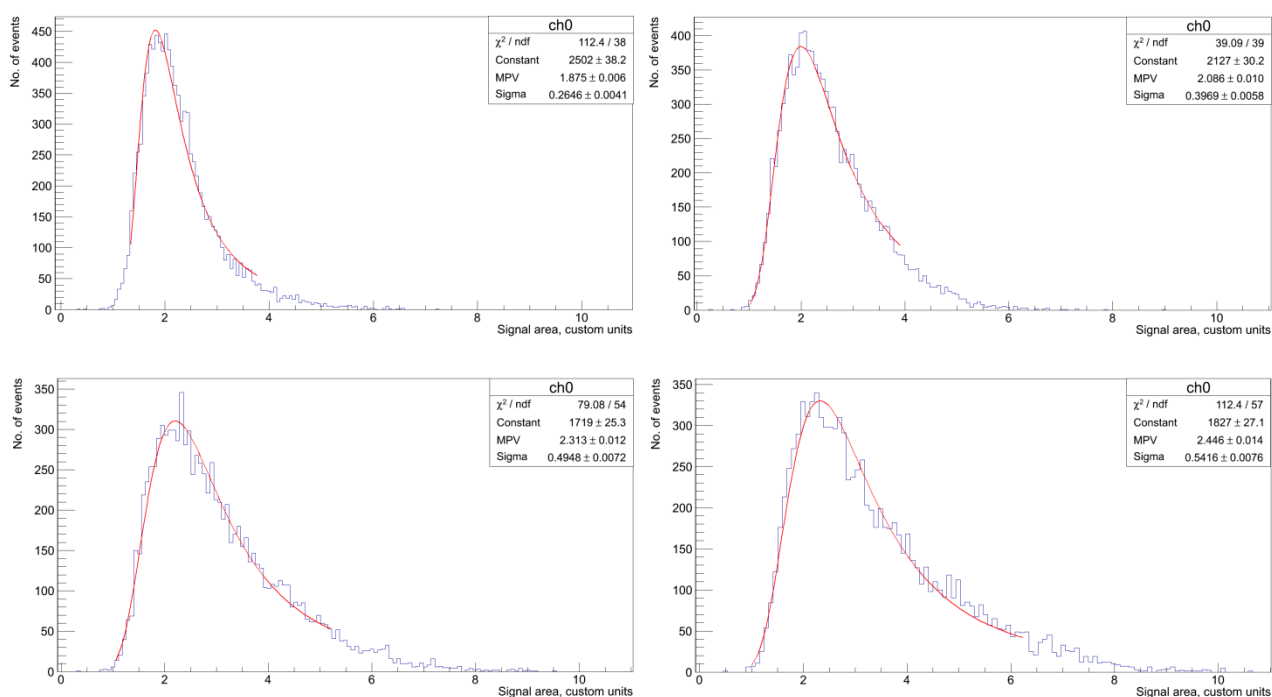 ch0
χ² / ndf 112.4 / 38
Constant 2502 ± 38.2
MPV 1.875 ± 0.006
Sigma 0.2646 ± 0.0041
No. of events
450
400
350
300
250
200
150
100
50
0
0 2 4 6 8 10
Signal area, custom units
ch0
χ² / ndf 39.09 / 39
Constant 2127 ± 30.2
MPV 2.086 ± 0.010
Sigma 0.3969 ± 0.0058
No. of events
400
350
300
250
200
150
100
50
0
0 2 4 6 8 10
Signal area, custom units
ch0
χ² / ndf 79.08 / 54
Constant 1719 ± 25.3
MPV 2.313 ± 0.012
Sigma 0.4948 ± 0.0072
No. of events
350
300
250
200
150
100
50
0
0 2 4 6 8 10
Signal area, custom units
ch0
χ² / ndf 112.4 / 57
Constant 1827 ± 27.1
MPV 2.446 ± 0.014
Sigma 0.5416 ± 0.0076
No. of events
350
300
250
200
150
100
50
0
0 2 4 6 8 10
Signal area, custom units